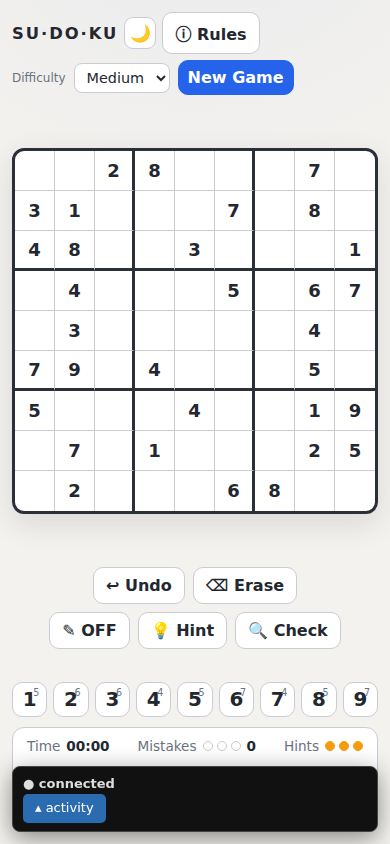 SU·DO·KU 🌙 ⓘ Rules
Difficulty Medium New Game
2 8 7
3 1 7 8
4 8 3 1
4 5 6 7
3 4
7 9 4 5
5 4 1 9
7 1 2 5
2 6 8
↩ Undo ⌫ Erase
✎ OFF 💡 Hint 🔍 Check
1 5 2 6 3 6 4 4 5 5 6 7 7 4 8 5 9 7
Time 00:00 Mistakes 0 Hints
● connected
▴ activity